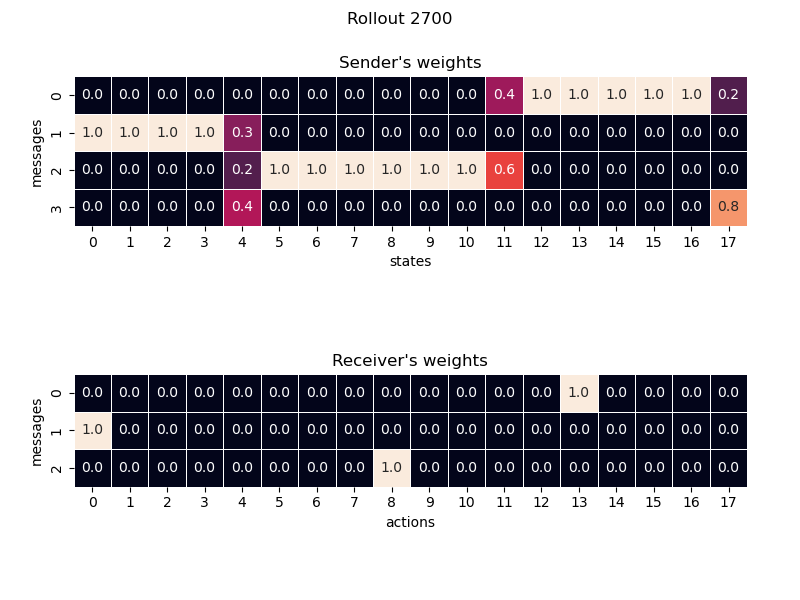 Rollout 2700
Sender's weights
0 0.0 0.0 0.0 0.0 0.0 0.0 0.0 0.0 0.0 0.0 0.0 0.4 1.0 1.0 1.0 1.0 1.0 0.2
1 1.0 1.0 1.0 1.0 0.3 0.0 0.0 0.0 0.0 0.0 0.0 0.0 0.0 0.0 0.0 0.0 0.0 0.0
2 0.0 0.0 0.0 0.0 0.2 1.0 1.0 1.0 1.0 1.0 1.0 0.6 0.0 0.0 0.0 0.0 0.0 0.0
3 0.0 0.0 0.0 0.0 0.4 0.0 0.0 0.0 0.0 0.0 0.0 0.0 0.0 0.0 0.0 0.0 0.0 0.8
messages
0 1 2 3 4 5 6 7 8 9 10 11 12 13 14 15 16 17
states
Receiver's weights
0 0.0 0.0 0.0 0.0 0.0 0.0 0.0 0.0 0.0 0.0 0.0 0.0 0.0 1.0 0.0 0.0 0.0 0.0
1 1.0 0.0 0.0 0.0 0.0 0.0 0.0 0.0 0.0 0.0 0.0 0.0 0.0 0.0 0.0 0.0 0.0 0.0
2 0.0 0.0 0.0 0.0 0.0 0.0 0.0 0.0 1.0 0.0 0.0 0.0 0.0 0.0 0.0 0.0 0.0 0.0
messages
0 1 2 3 4 5 6 7 8 9 10 11 12 13 14 15 16 17
actions